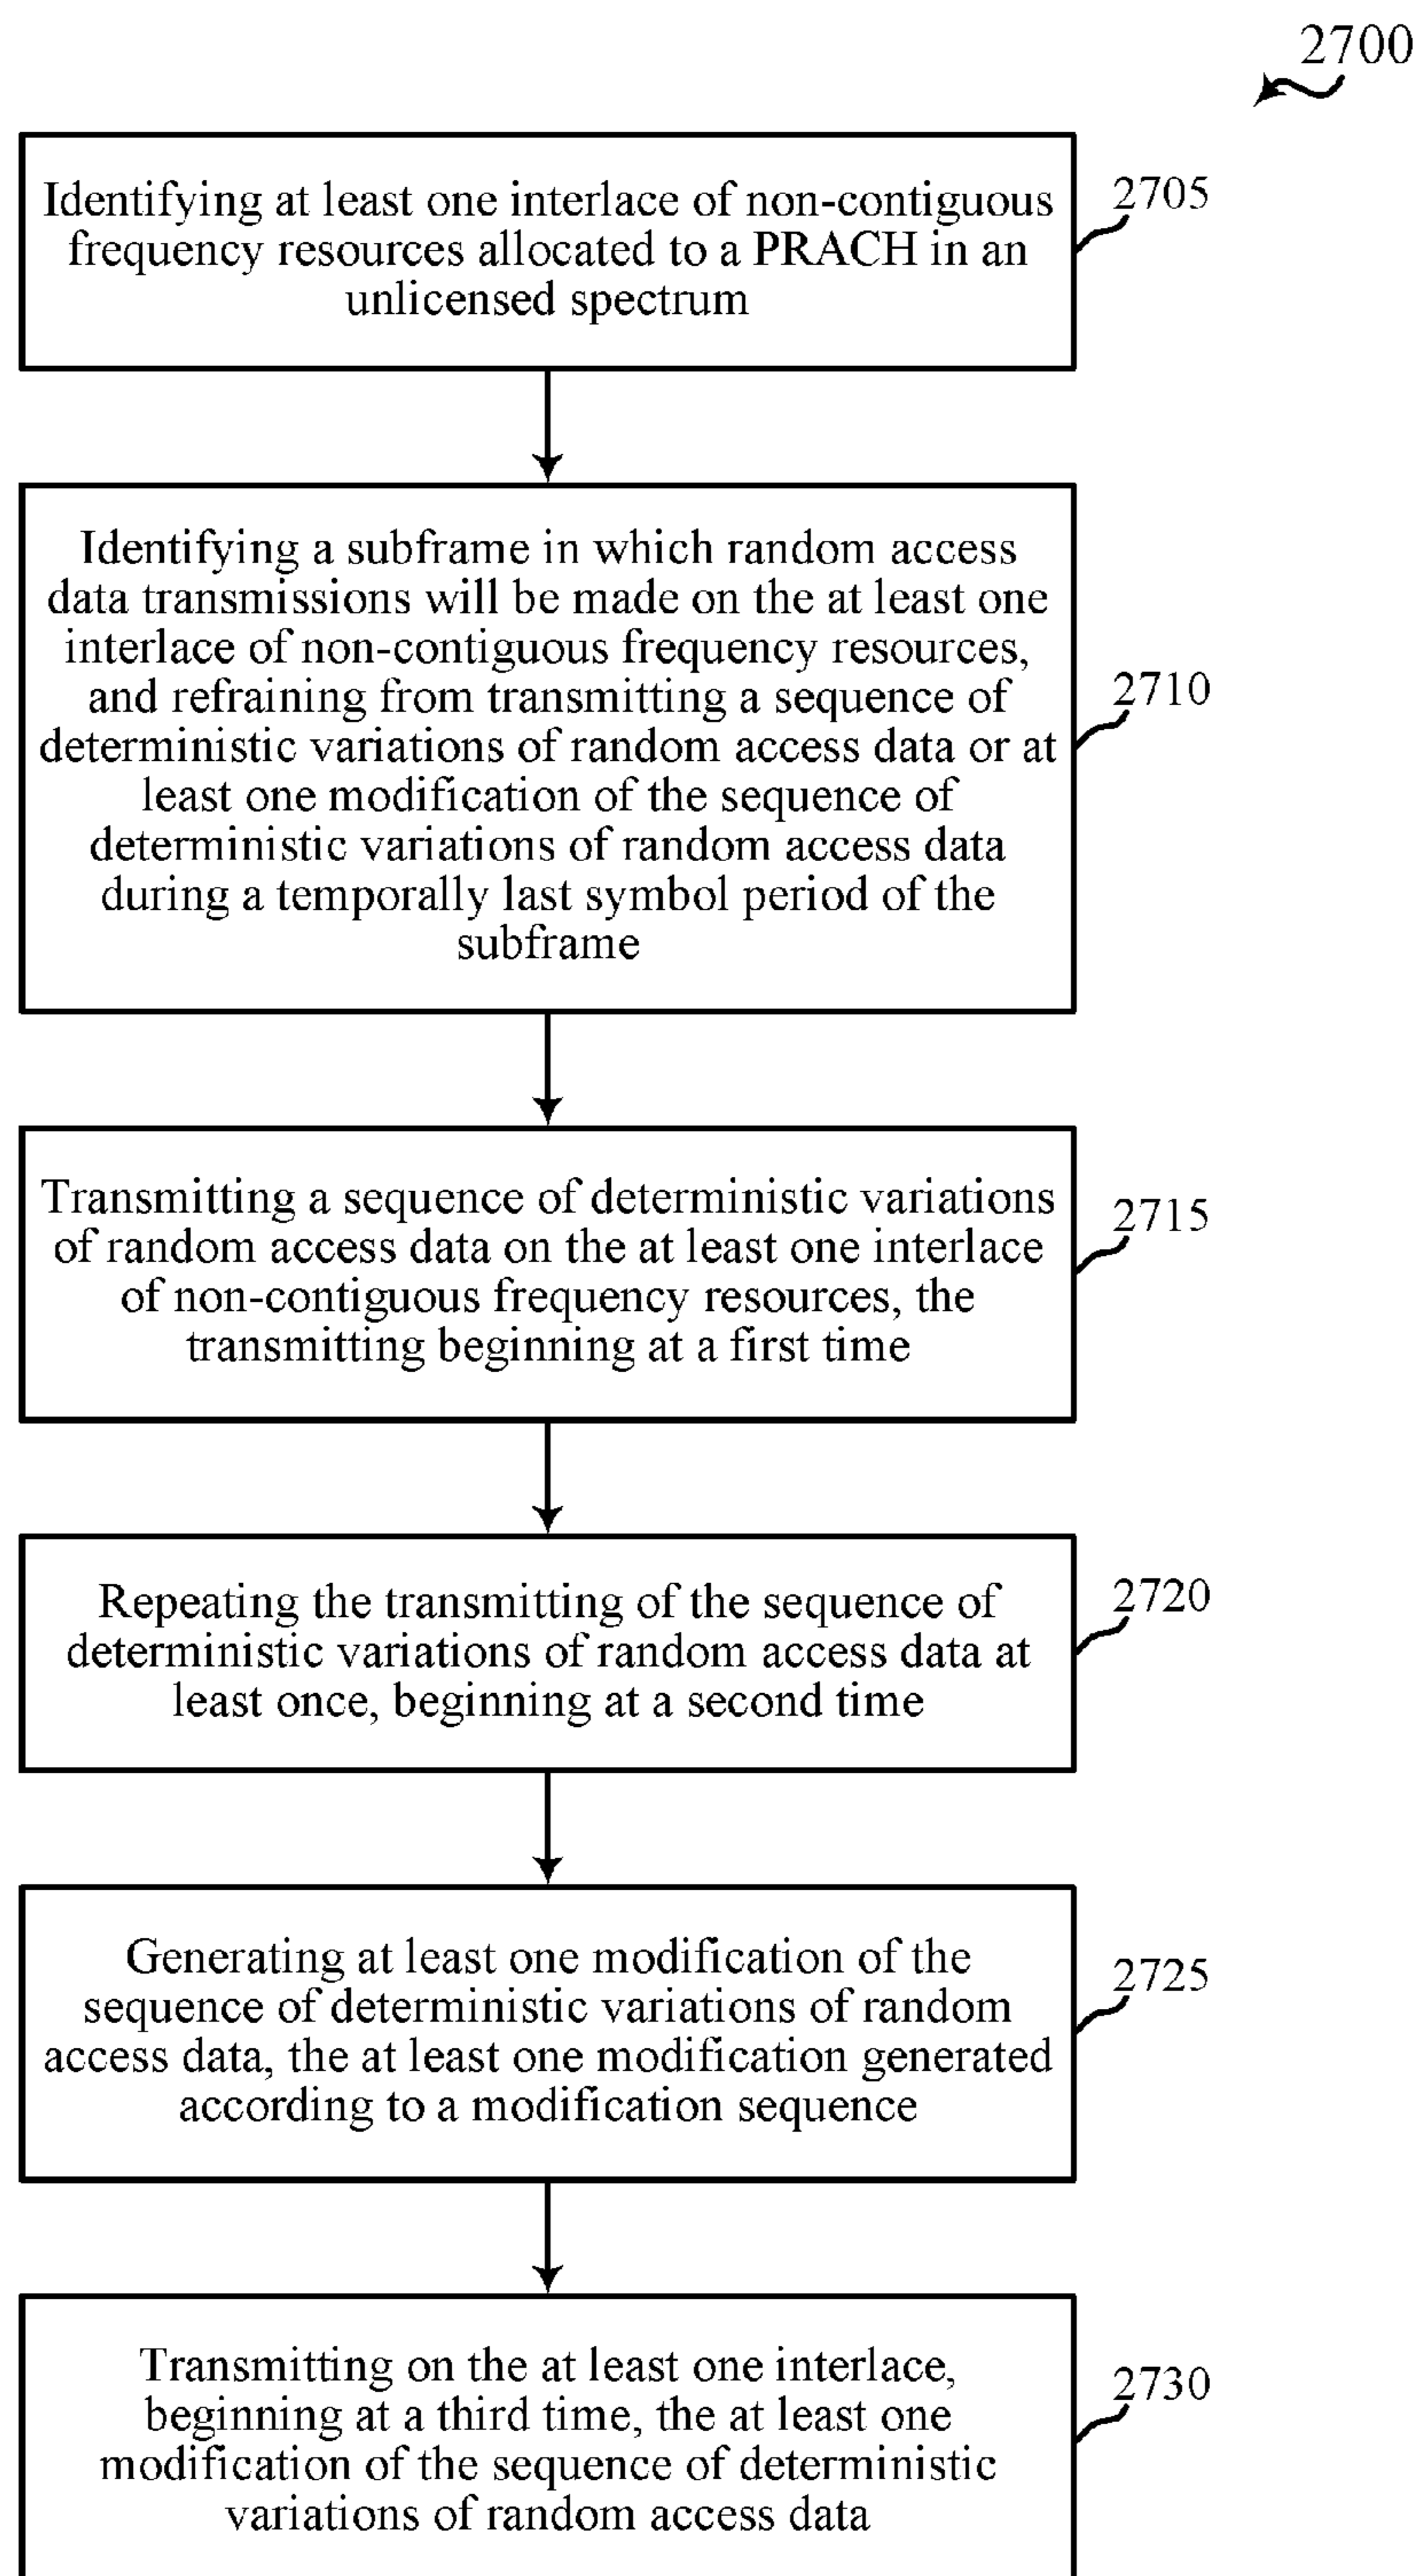 2700
Identifying at least one interlace of non-contiguous
frequency resources allocated to a PRACH in an
unlicensed spectrum
2705
Identifying a subframe in which random access
data transmissions will be made on the at least one
interlace of non-contiguous frequency resources,
and refraining from transmitting a sequence of
deterministic variations of random access data or at
least one modification of the sequence of
deterministic variations of random access data
during a temporally last symbol period of the
subframe
2710
Transmitting a sequence of deterministic variations
of random access data on the at least one interlace
of non-contiguous frequency resources, the
transmitting beginning at a first time
2715
Repeating the transmitting of the sequence of
deterministic variations of random access data at
least once, beginning at a second time
2720
Generating at least one modification of the
sequence of deterministic variations of random
access data, the at least one modification generated
according to a modification sequence
2725
Transmitting on the at least one interlace,
beginning at a third time, the at least one
modification of the sequence of deterministic
variations of random access data
2730